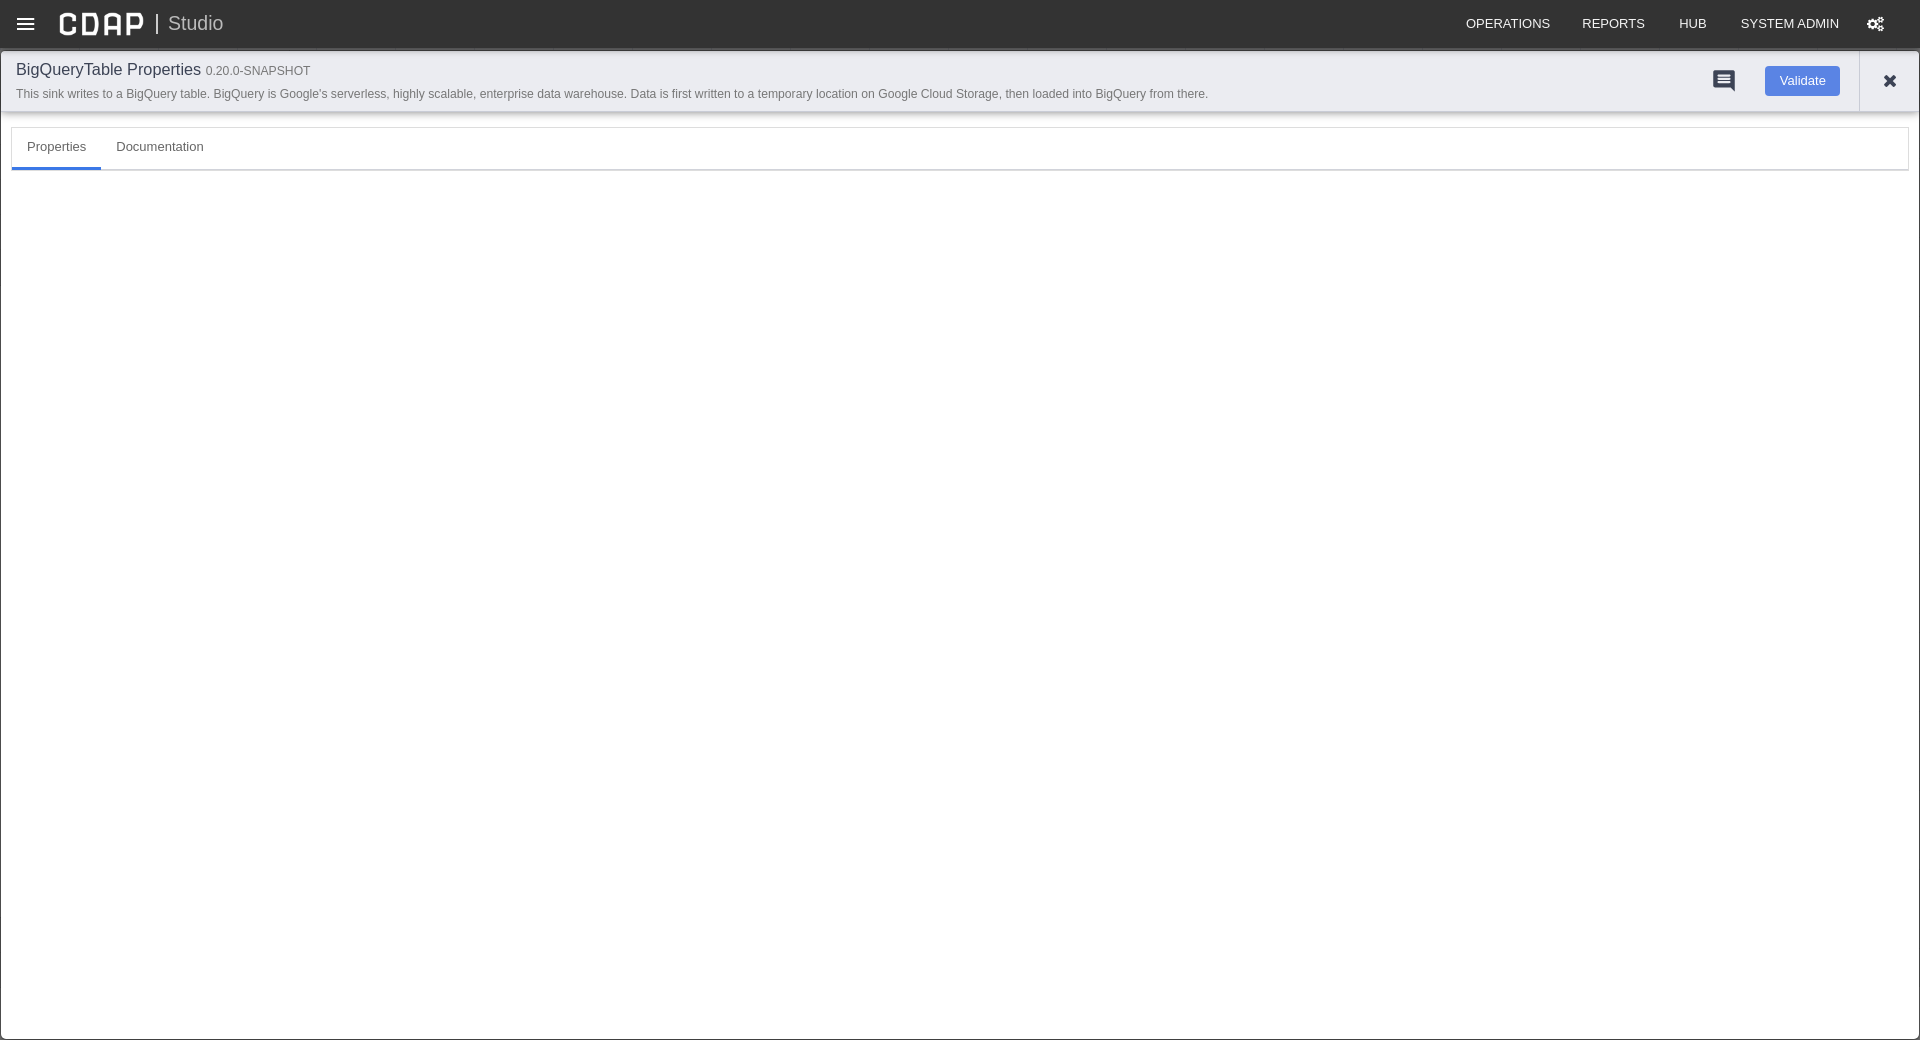 CDAP | Studio OPERATIONS REPORTS HUB SYSTEM ADMIN
BigQueryTable Properties 0.20.0-SNAPSHOT
This sink writes to a BigQuery table. BigQuery is Google's serverless, highly scalable, enterprise data warehouse. Data is first written to a temporary location on Google Cloud Storage, then loaded into BigQuery from there.
Validate
Properties Documentation